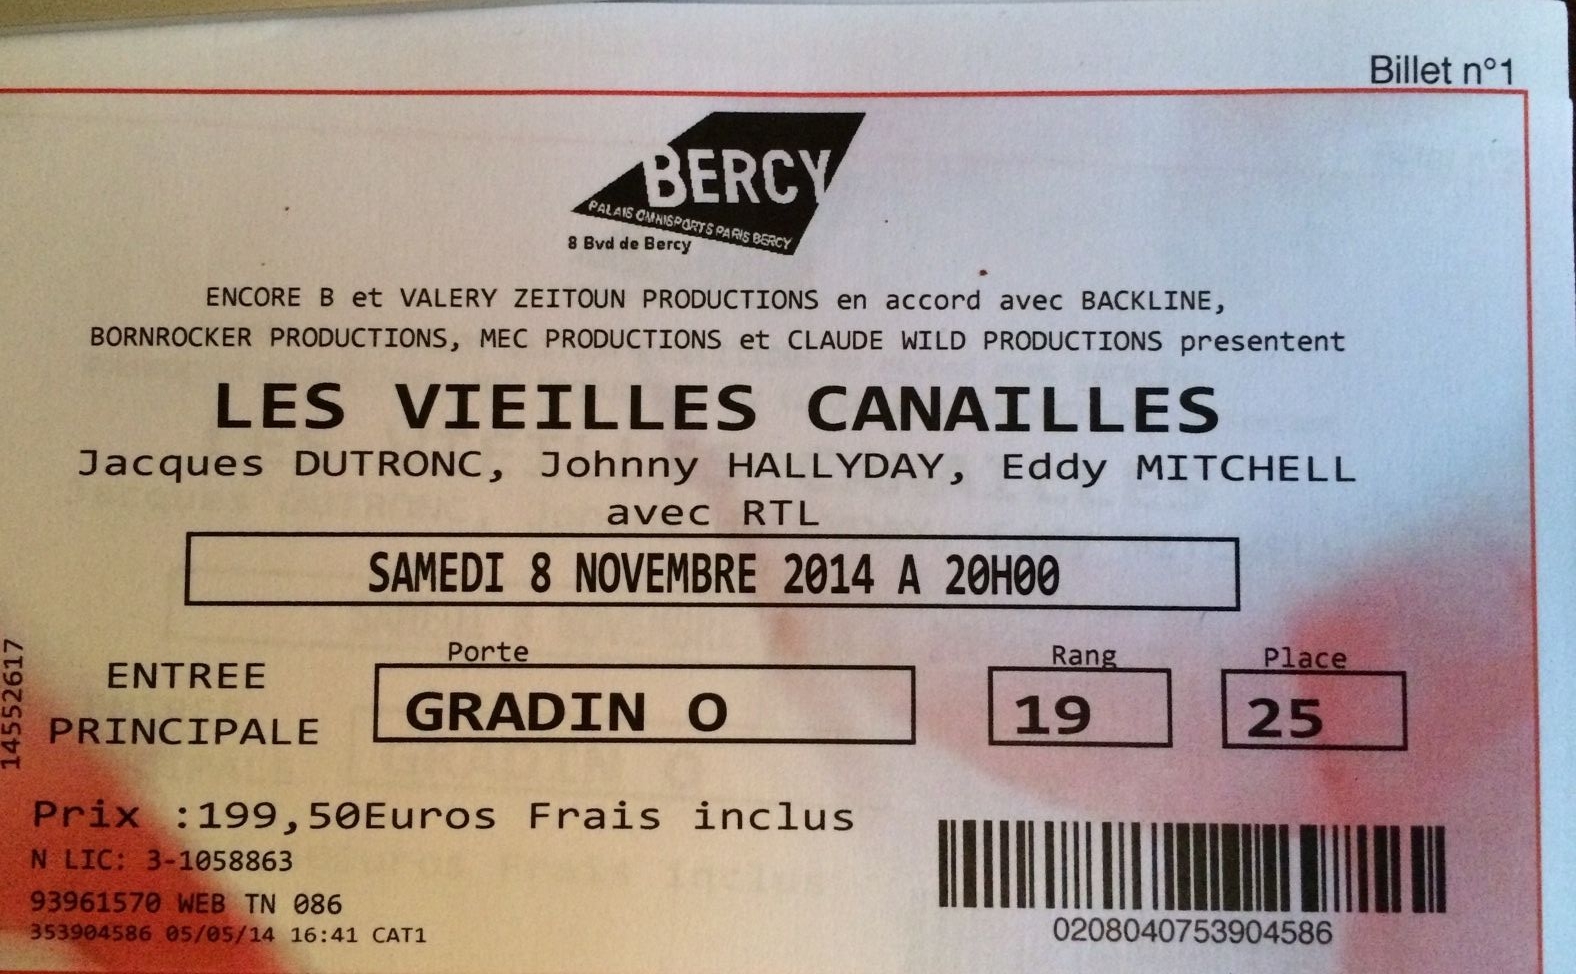 Billet n°1
BERCY
PALAIS OMNISPORTS PARIS BERCY
8 Bvd de Bercy
ENCORE B et VALERY ZEITOUN PRODUCTIONS en accord avec BACKLINE,
BORNROCKER PRODUCTIONS, MEC PRODUCTIONS et CLAUDE WILD PRODUCTIONS presentent
LES VIEILLES CANAILLES
Jacques DUTRONC, Johnny HALLYDAY, Eddy MITCHELL
avec RTL
SAMEDI 8 NOVEMBRE 2014 A 20H00
14552617
ENTREE
PRINCIPALE
Porte
GRADIN O
Rang
19
Place
25
Prix :199,50Euros Frais inclus
N LIC: 3-1058863
93961570 WEB TN 086
353904586 05/05/14 16:41 CAT1
0208040753904586